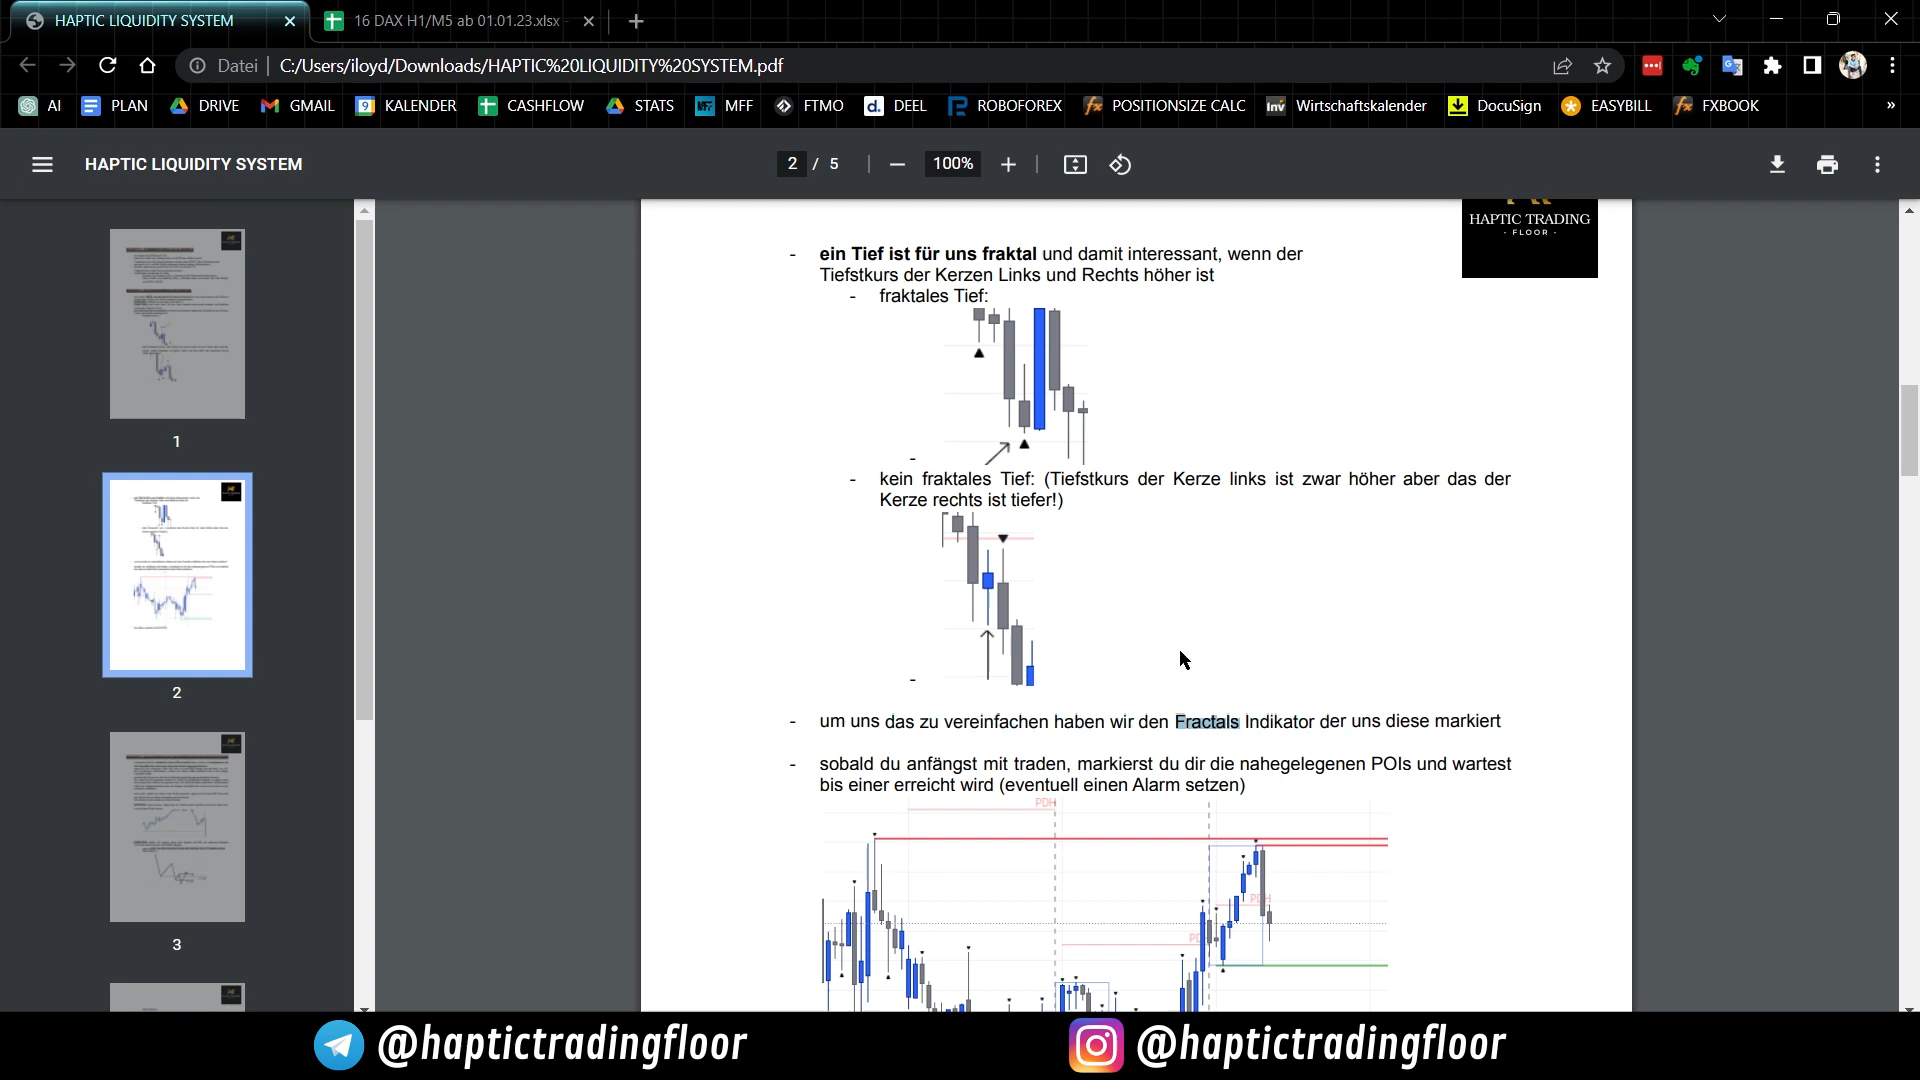 HAPTIC LIQUIDITY SYSTEM
16 DAX H1/M5 ab 01.01.23.xlsx -
Datei
C:/Users/iloyd/Downloads/HAPTIC%20LIQUIDITY%20SYSTEM.pdf
AI
PLAN
DRIVE
GMAIL
KALENDER
CASHFLOW
STATS
MFF
FTMO
DEEL
ROBOFOREX
POSITIONSIZE CALC
Wirtschaftskalender
DocuSign
EASYBILL
FXBOOK
HAPTIC LIQUIDITY SYSTEM
2 / 5
100%
1
2
3
HAPTIC TRADING
- FLOOR -
- ein Tief ist für uns fraktal und damit interessant, wenn der
Tiefstkurs der Kerzen Links und Rechts höher ist
- fraktales Tief:
-
- kein fraktales Tief: (Tiefstkurs der Kerze links ist zwar höher aber das der
Kerze rechts ist tiefer!)
-
- um uns das zu vereinfachen haben wir den Fractals Indikator der uns diese markiert
- sobald du anfängst mit traden, markierst du dir die nahegelegenen POIs und wartest
bis einer erreicht wird (eventuell einen Alarm setzen)
PDH
PDH
@haptictradingfloor
@haptictradingfloor